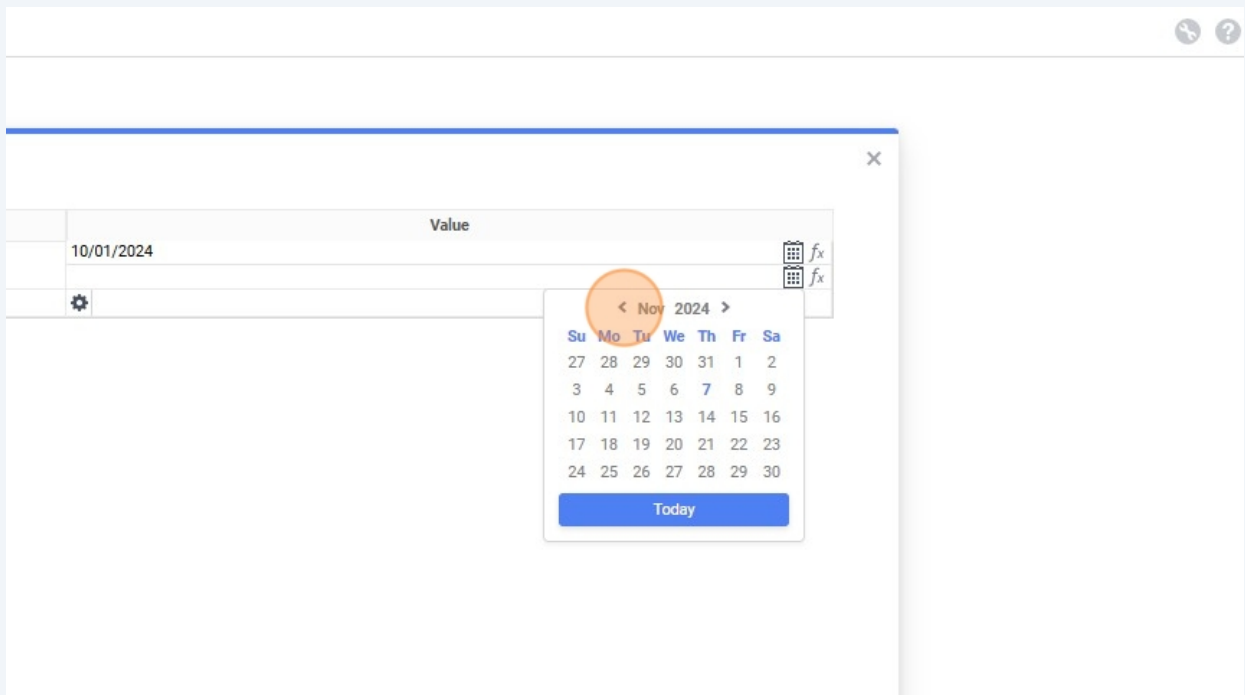 ?
Value
10/01/2024 fx
fx
Nov 2024
Su Mo Tu We Th Fr Sa
27 28 29 30 31 1 2
3 4 5 6 7 8 9
10 11 12 13 14 15 16
17 18 19 20 21 22 23
24 25 26 27 28 29 30
Today